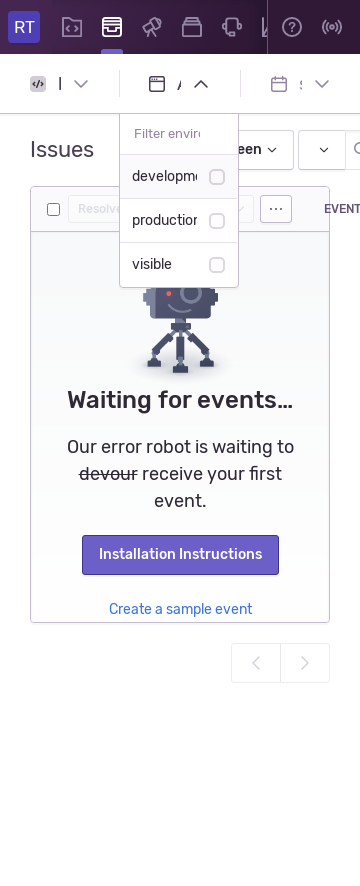 RT
Filter envir
Issues
een
developme
Resolve
EVENT
production
visible
Waiting for events…
Our error robot is waiting to
devour receive your first
event.
Installation Instructions
Create a sample event